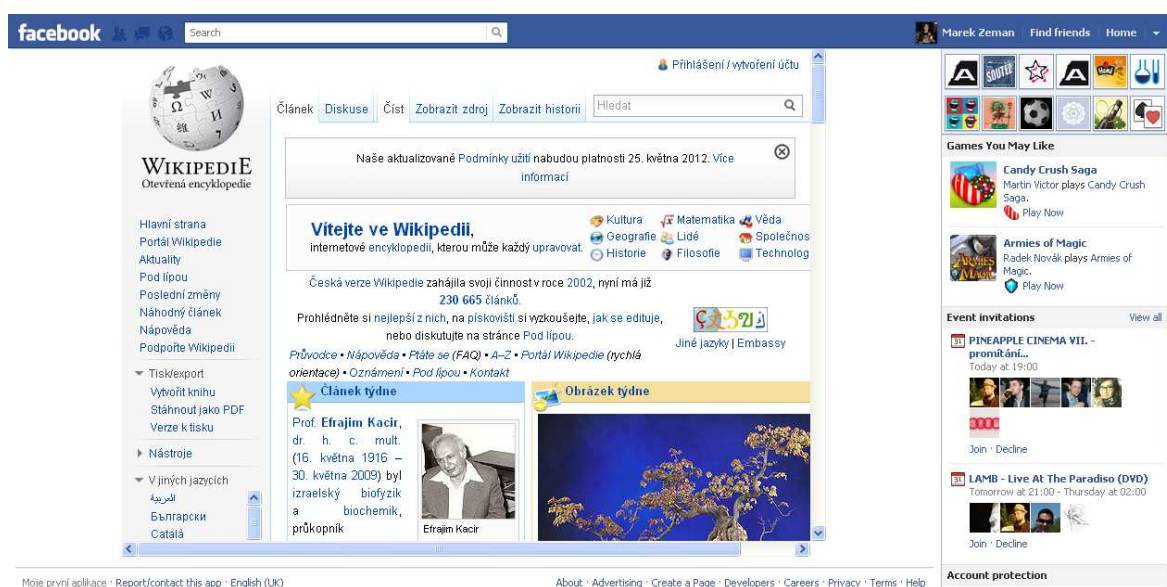 facebook
Search
Marek Zeman Find friends Home
Přihlášení / vytvoření účtu
Článek Diskuse Číst Zobrazit zdroj Zobrazit historii Hledat
WIKIPEDIE
Otevřená encyklopedie
Hlavní strana
Portál Wikipedie
Aktuality
Pod lípou
Poslední změny
Náhodný článek
Nápověda
Podpořte Wikipedii
Tisk/export
Vytvořit knihu
Stáhnout jako PDF
Verze k tisku
Nástroje
V jiných jazycích
العربية
Български
Català
Naše aktualizované Podmínky užití nabudou platnosti 25. května 2012. Více
informací
Vítejte ve Wikipedii,
internetové encyklopedii, kterou může každý upravovat.
Kultura Matematika Věda
Geografie Lidé Společnos
Historie Filosofie Technolog
Česká verze Wikipedie zahájila svoji činnost v roce 2002, nyní má již
230 665 článků.
Prohlédněte si nejlepší z nich, na pískovišti si vyzkoušejte, jak se edituje,
nebo diskutujte na stránce Pod lípou.
Jiné jazyky | Embassy
Průvodce • Nápověda • Ptáte se (FAQ) • A–Z • Portál Wikipedie (rychlá
orientace) • Oznámení • Pod lípou • Kontakt
Článek týdne
Prof. Efrajim Kacir,
dr. h. c. mult.
(16. května 1916 –
30. května 2009) byl
izraelský biofyzik
a biochemik,
průkopník
Efrajim Kacir
Obrázek týdne
SOUTĚŽ
Games You May Like
Candy Crush Saga
Martin Victor plays Candy Crush
Saga.
Play Now
ARMIES
MAGIC
Armies of Magic
Radek Novák plays Armies of
Magic.
Play Now
Event invitations View all
31 PINEAPPLE CINEMA VII. -
promítání...
Today at 19:00
Join · Decline
31 LAMB - Live At The Paradiso (DVD)
Tomorrow at 21:00 - Thursday at 02:00
Join · Decline
Account protection
Moje první aplikace · Report/contact this app · English (UK)
About · Advertising · Create a Page · Developers · Careers · Privacy · Terms · Help